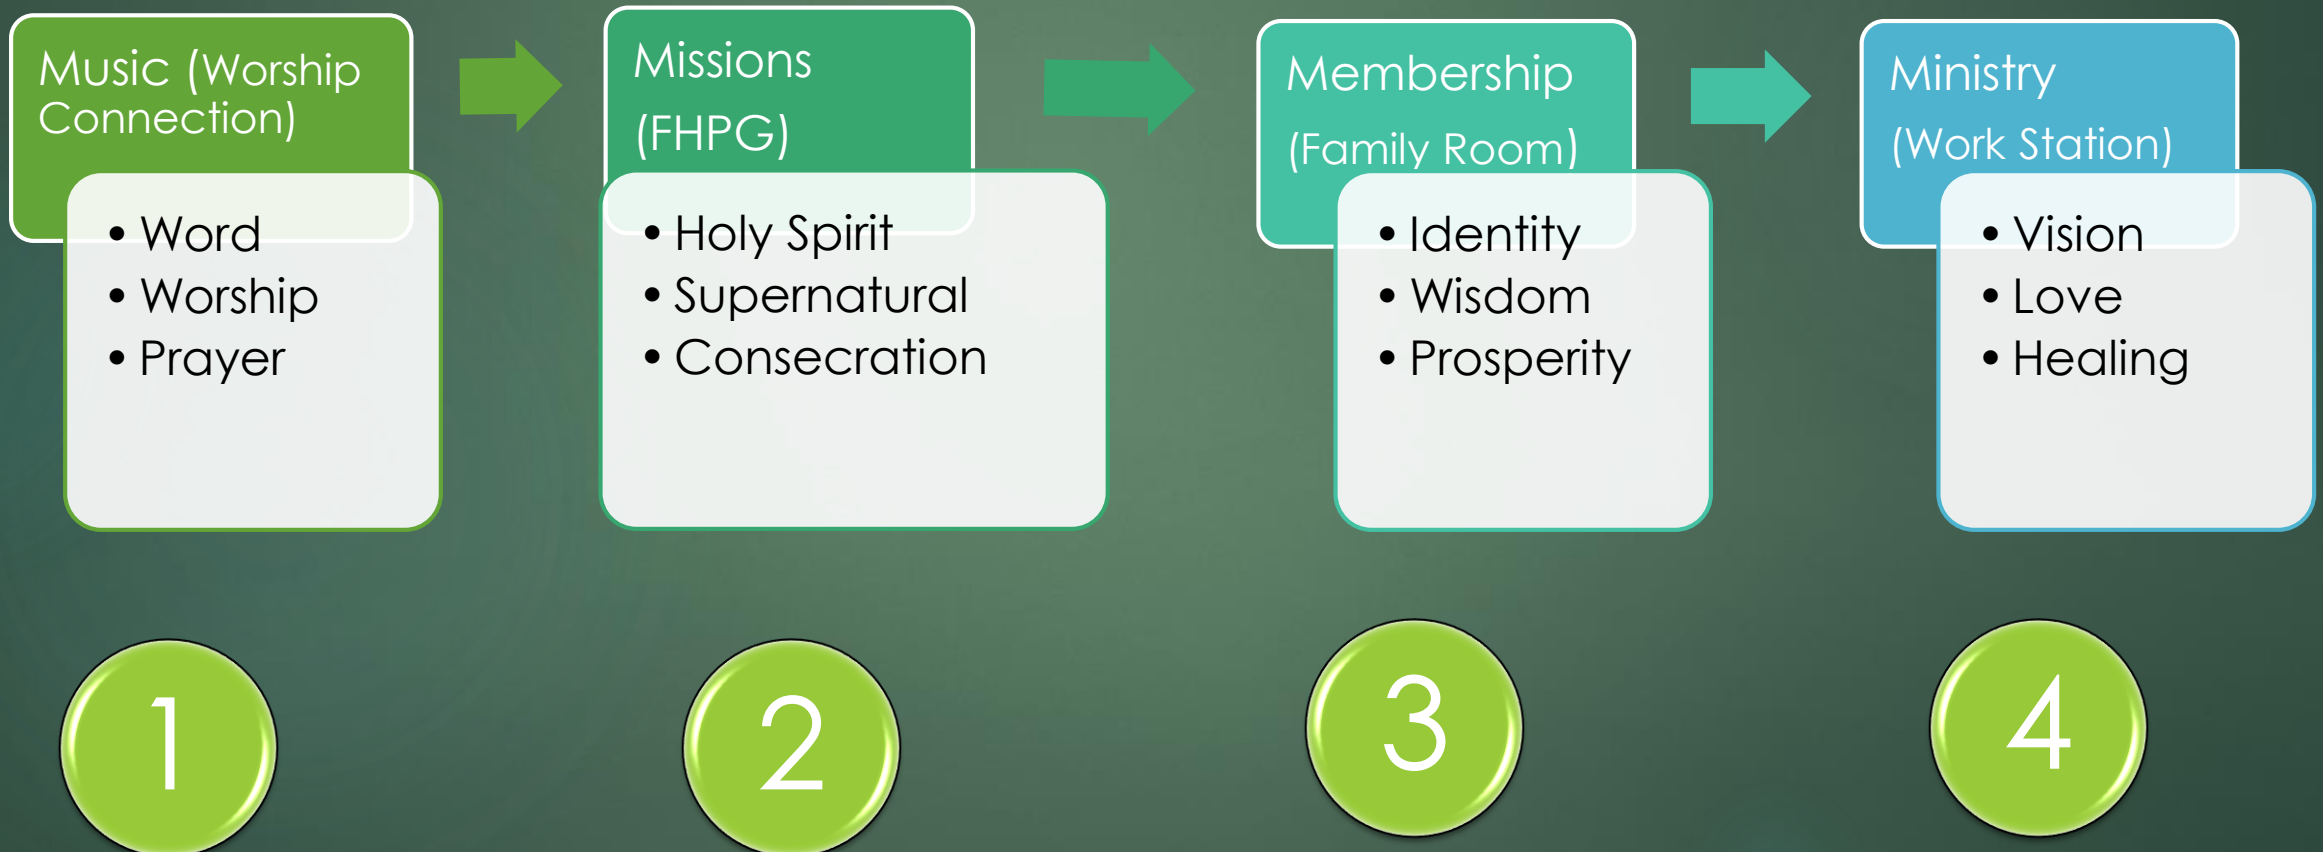 Music (Worship
Connection)
• Word
• Worship
• Prayer
Missions
(FHPG)
• Holy Spirit
• Supernatural
• Consecration
Membership
(Family Room)
• Identity
• Wisdom
• Prosperity
Ministry
(Work Station)
• Vision
• Love
• Healing
1
2
3
4